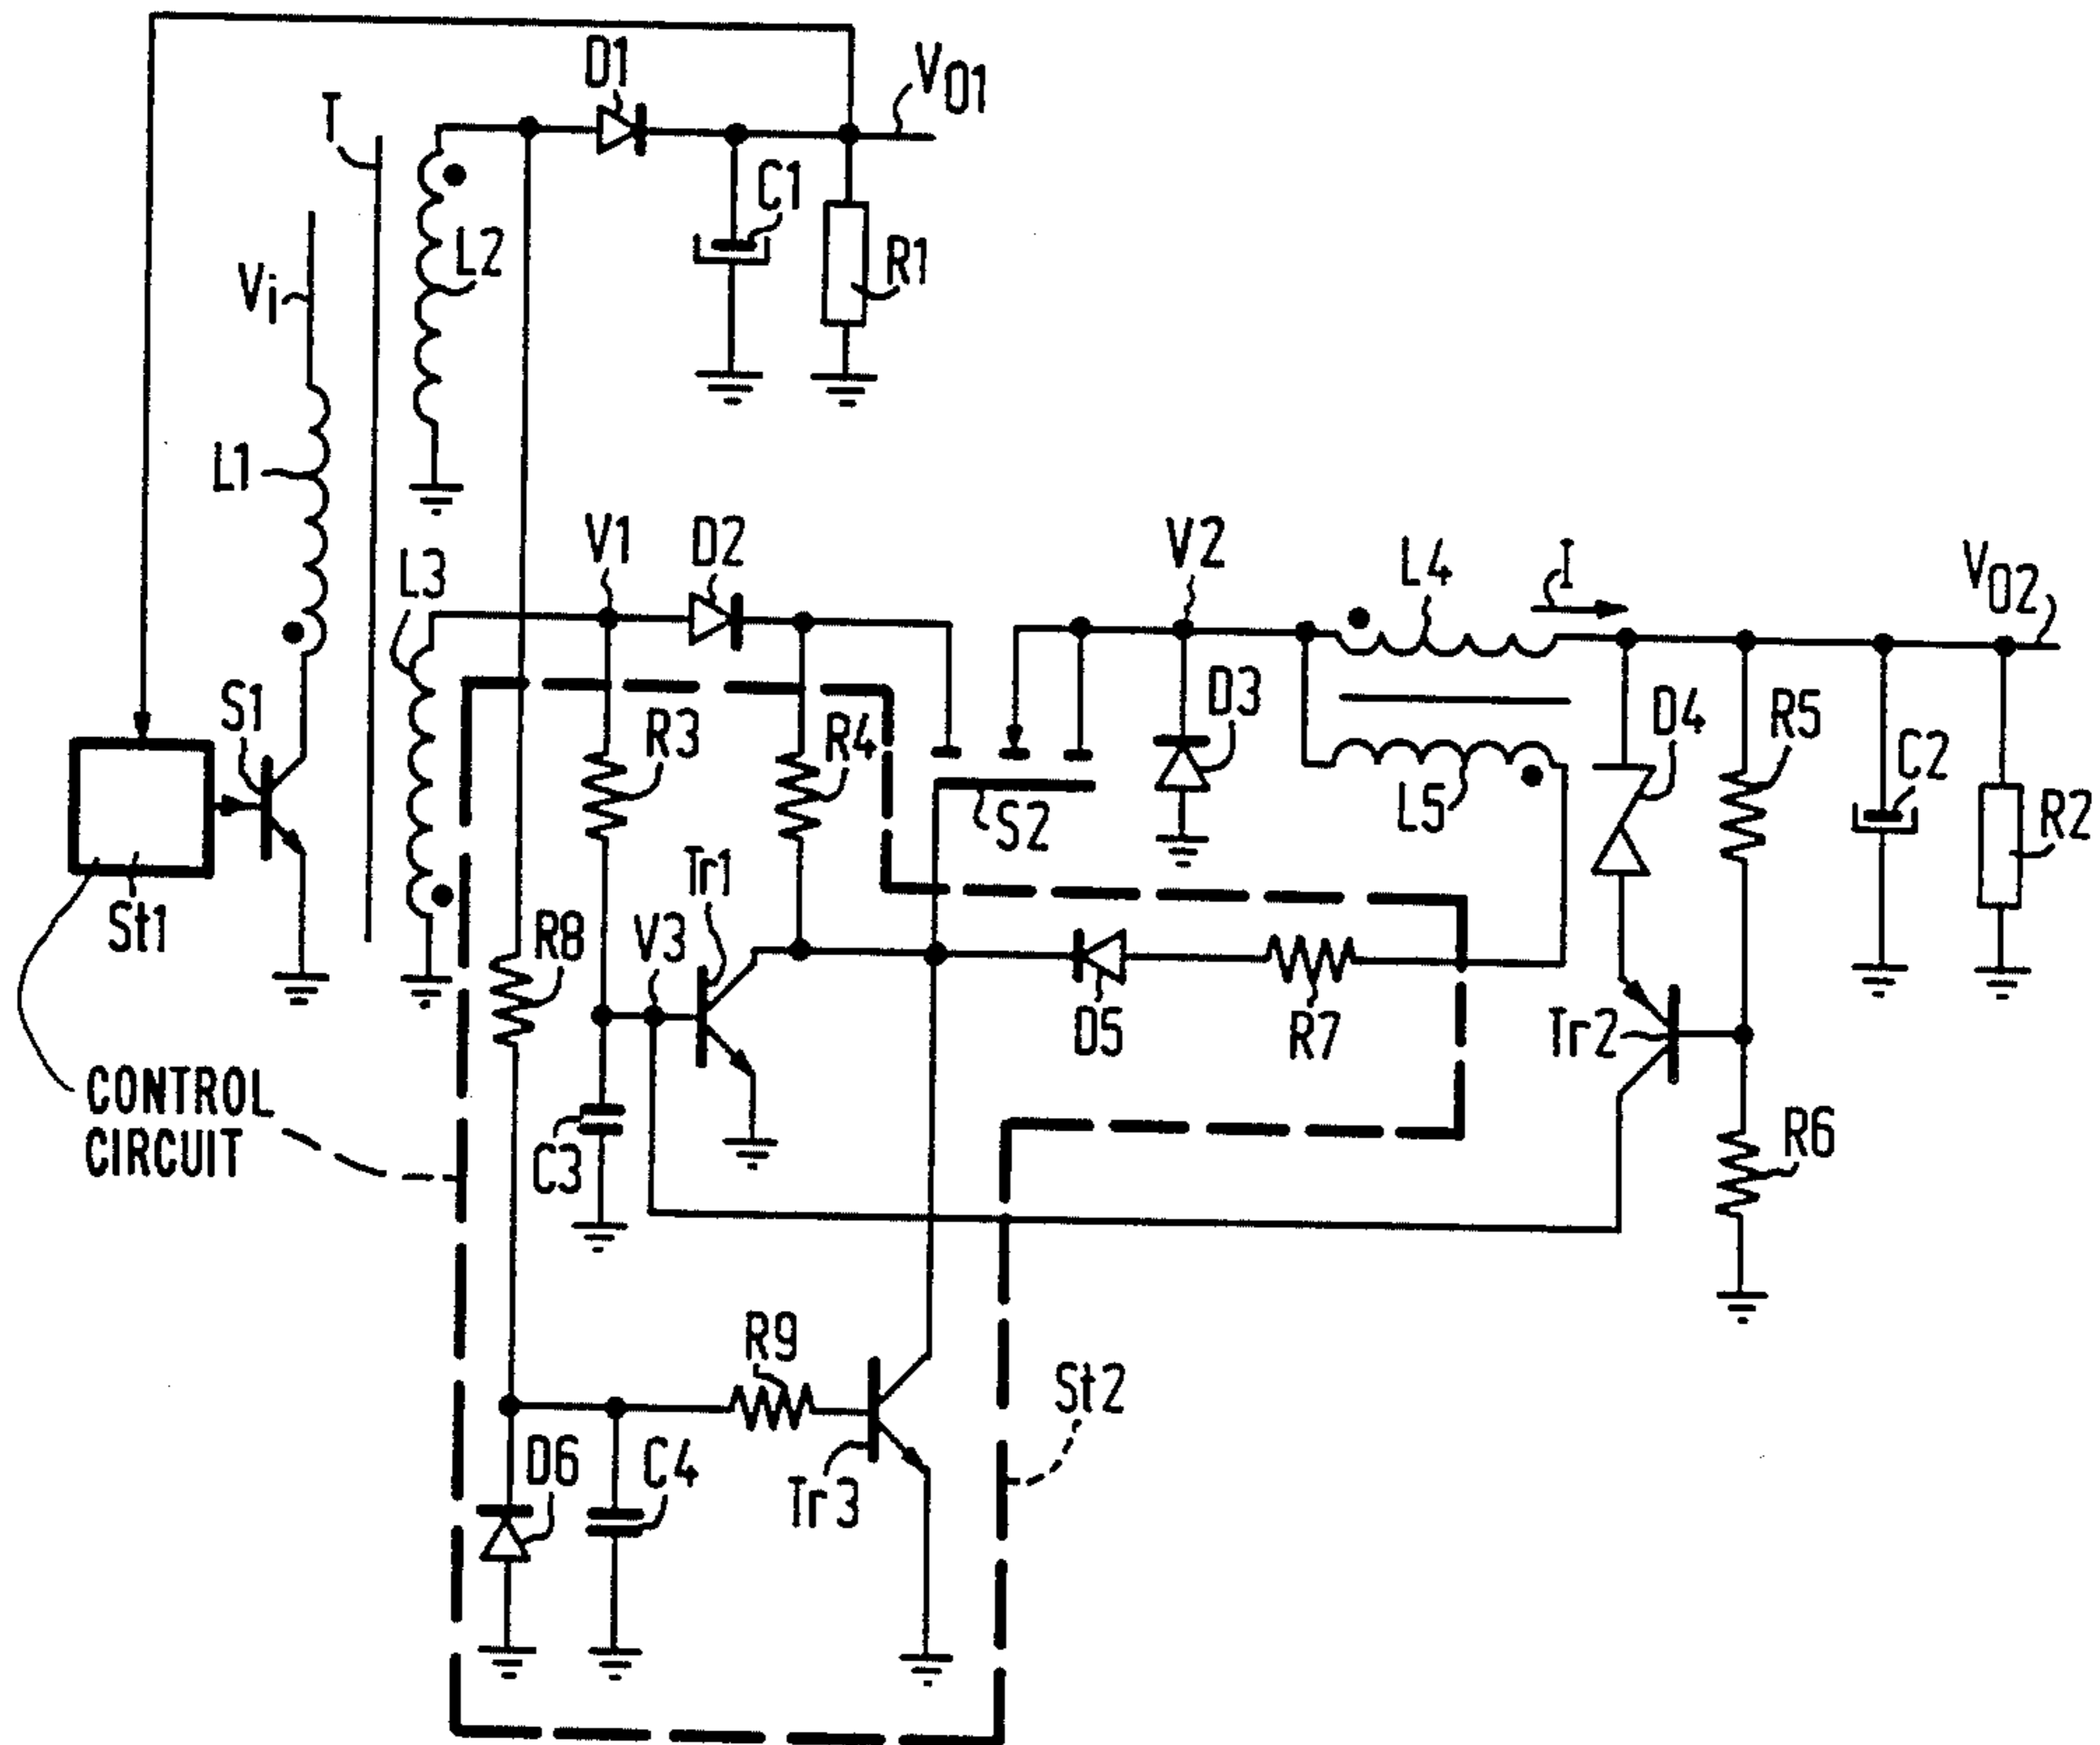 D1
V01
T
C1
L2
R1
Vi
L1
V1
D2
V2
L4
I
V02
L3
S1
R3
R4
D3
D4
R5
C2
S2
L5
R2
Tr1
St1
R8
V3
D5
R7
Tr2
CONTROL
CIRCUIT
C3
R6
R9
St2
D6
C4
Tr3